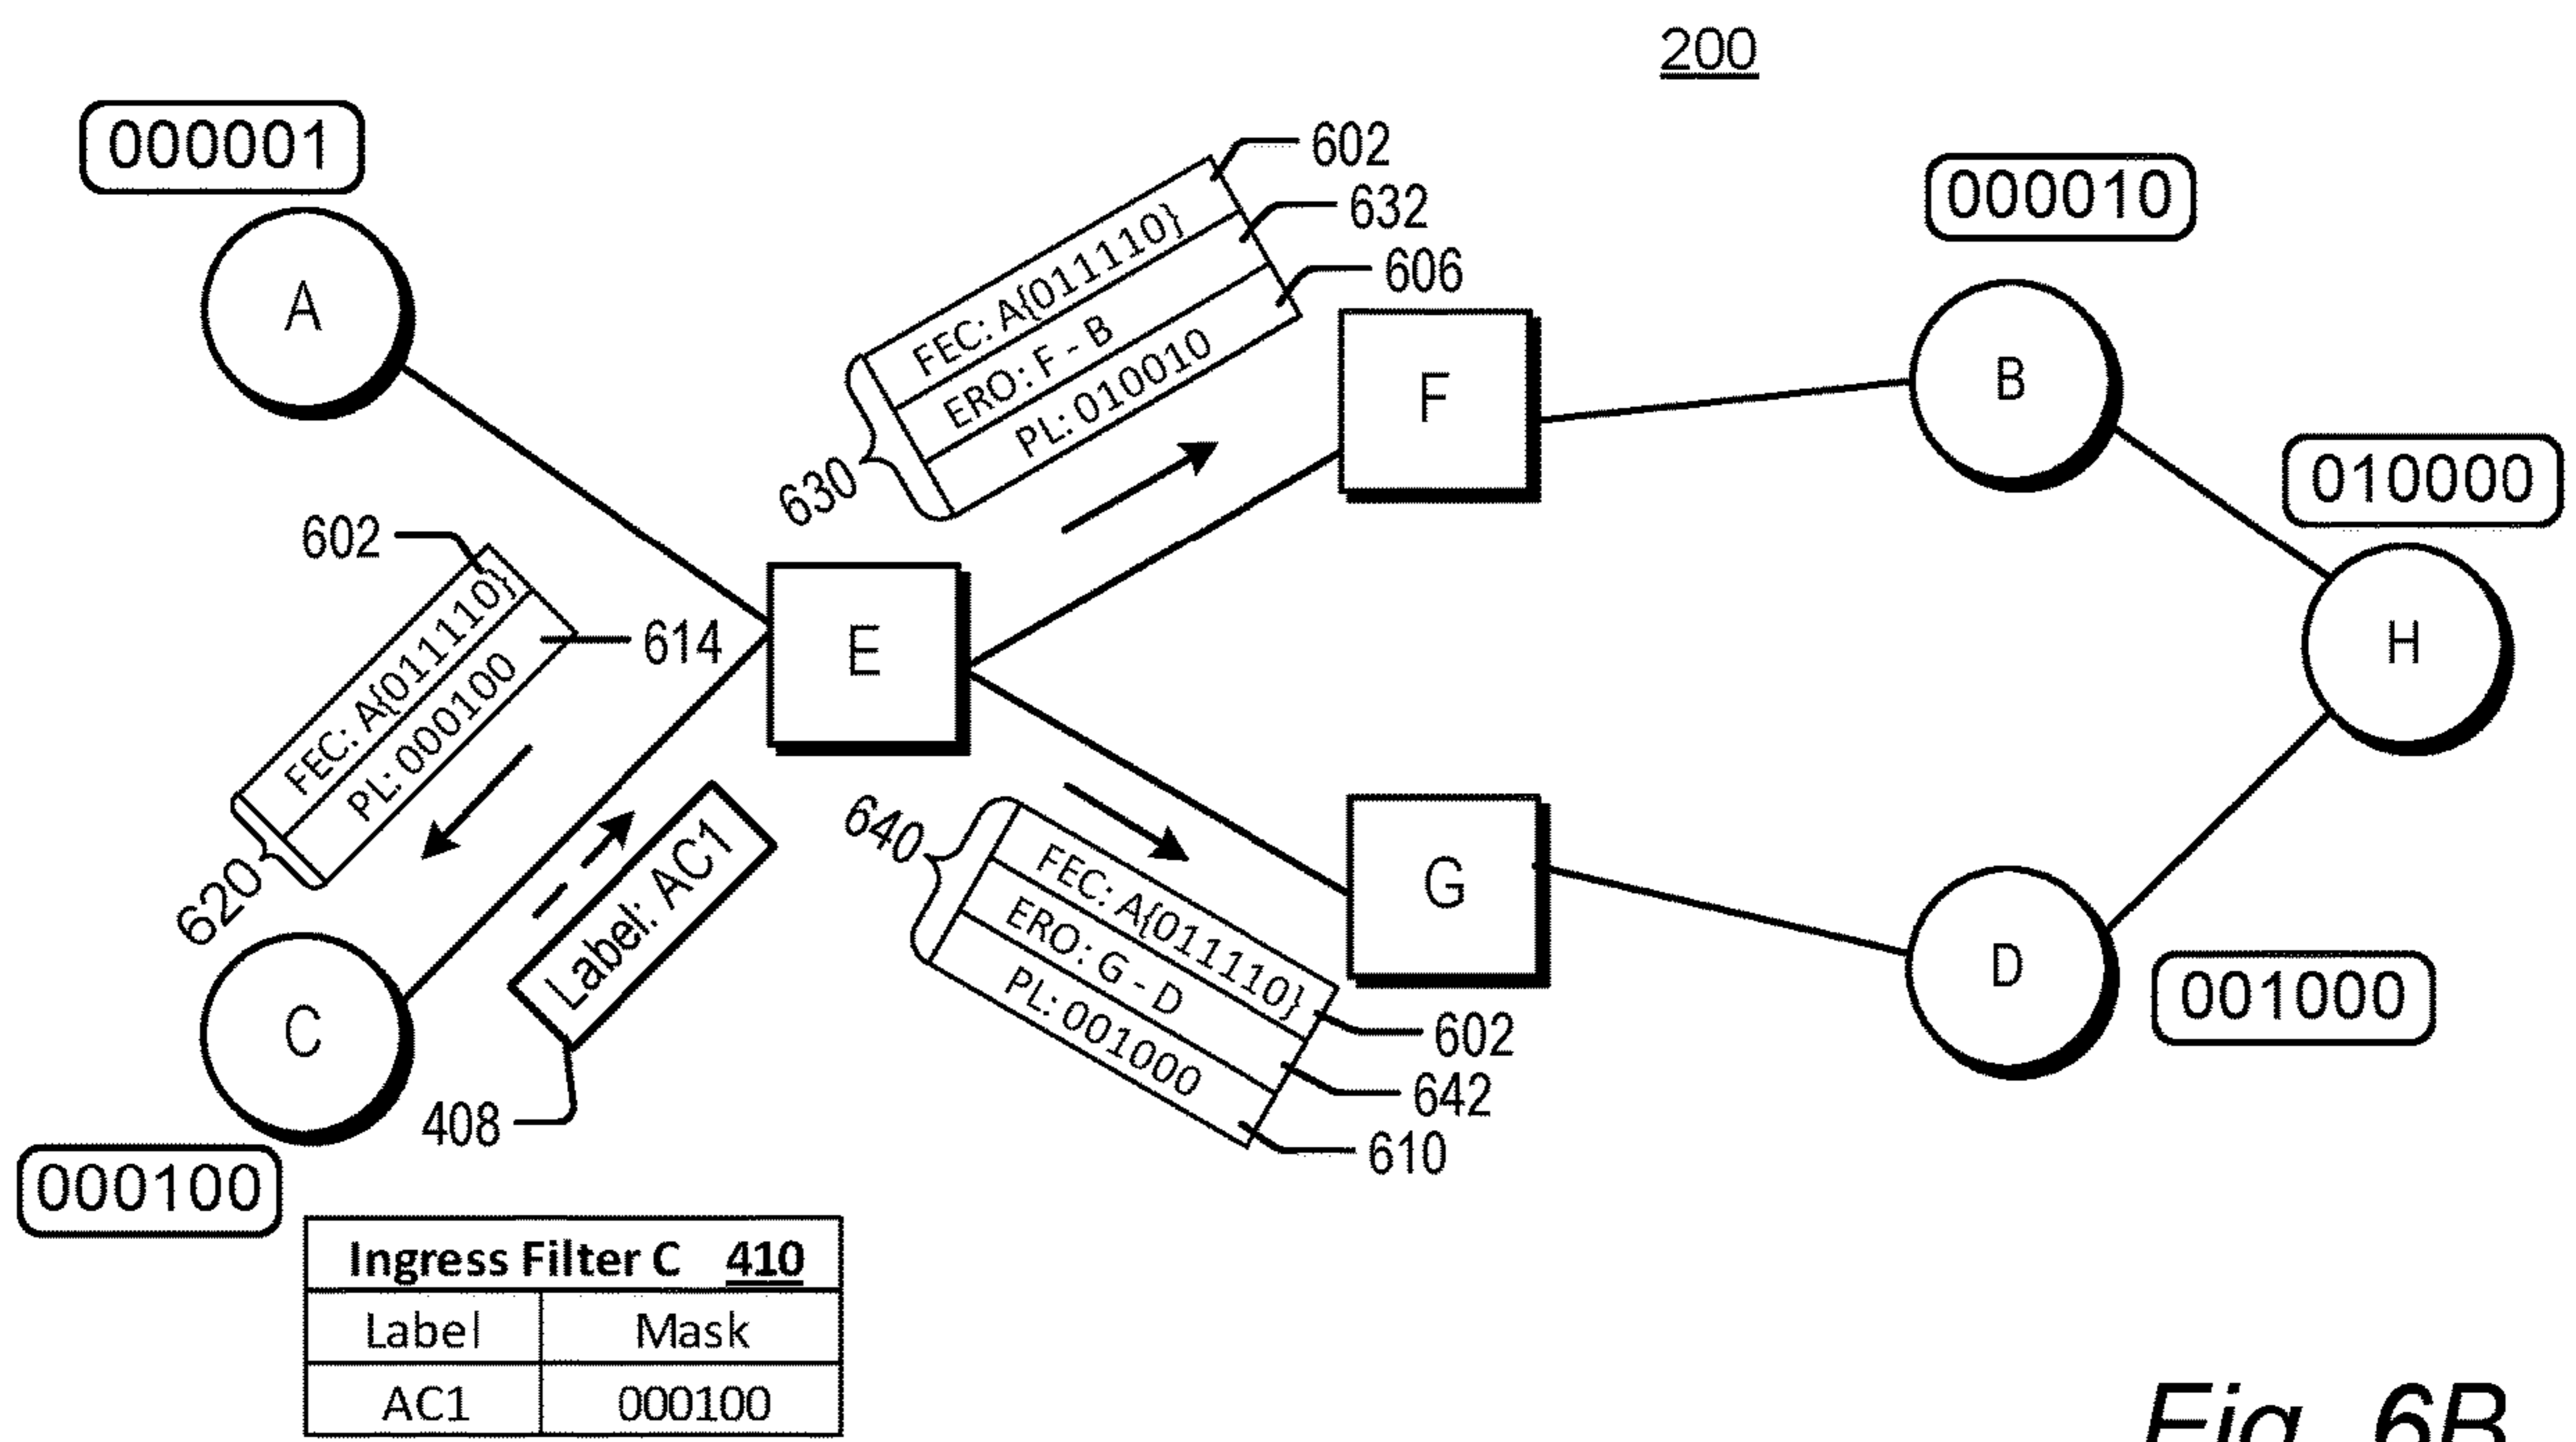 200
000001
602
632
606
000010
FEC: A{011110}
ERO: F - B
PL: 010010
630
A
F
B
010000
602
614
FEC: A{011110}
PL: 000100
620
E
H
Label: AC1
408
640
FEC: A{011110}
ERO: G - D
PL: 001000
602
642
610
G
D
001000
C
000100
Ingress Filter C 410
Label Mask
AC1 000100
Fig. 6B